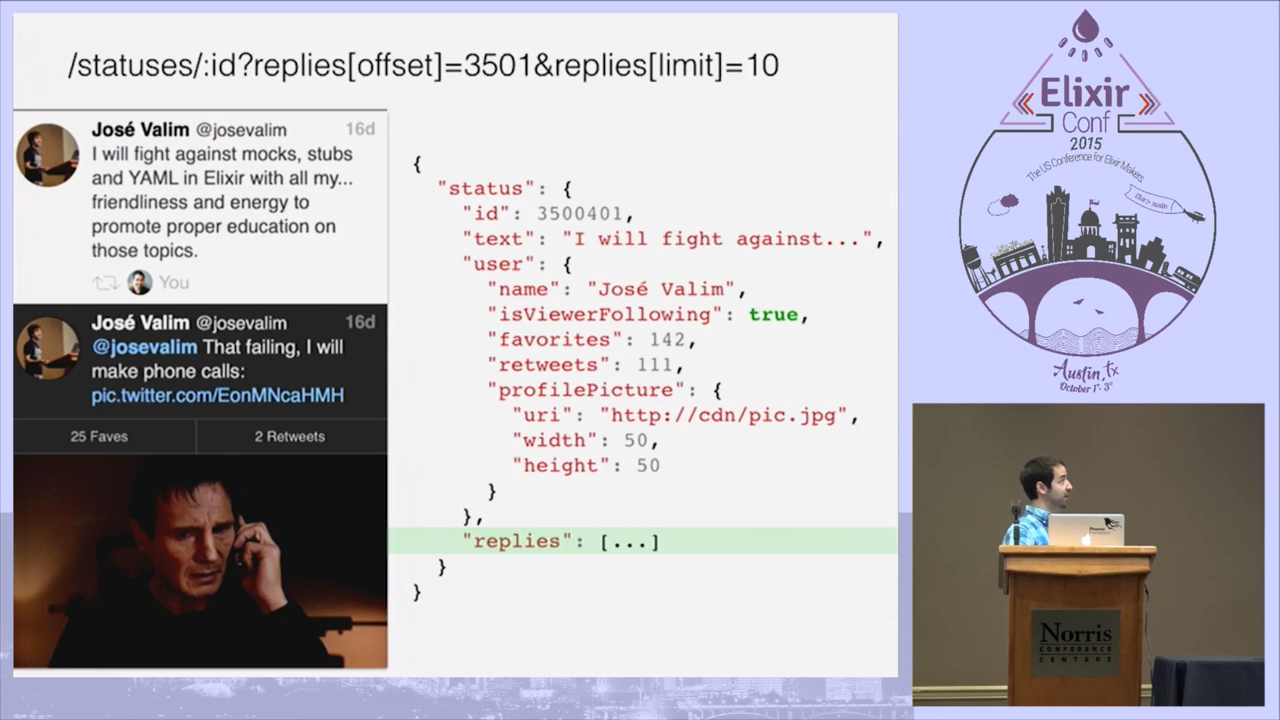 /statuses/:id?replies[offset]=3501&replies[limit]=10
José Valim @josevalim 16d
I will fight against mocks, stubs
and YAML in Elixir with all my...
friendliness and energy to
promote proper education on
those topics.
You
José Valim @josevalim 16d
@josevalim That failing, I will
make phone calls:
pic.twitter.com/EonMNcaHMH
25 Faves 2 Retweets
{
"status": {
"id": 3500401,
"text": "I will fight against...",
"user": {
"name": "José Valim",
"isViewerFollowing": true,
"favorites": 142,
"retweets": 111,
"profilePicture": {
"uri": "http://cdn/pic.jpg",
"width": 50,
"height": 50
}
},
"replies": [...]
}
}
Elixir
Conf
2015
The US Conference for Elixir Makers
Austin, tx
October 1st - 3rd
Norris
CONFERENCE
CENTERS